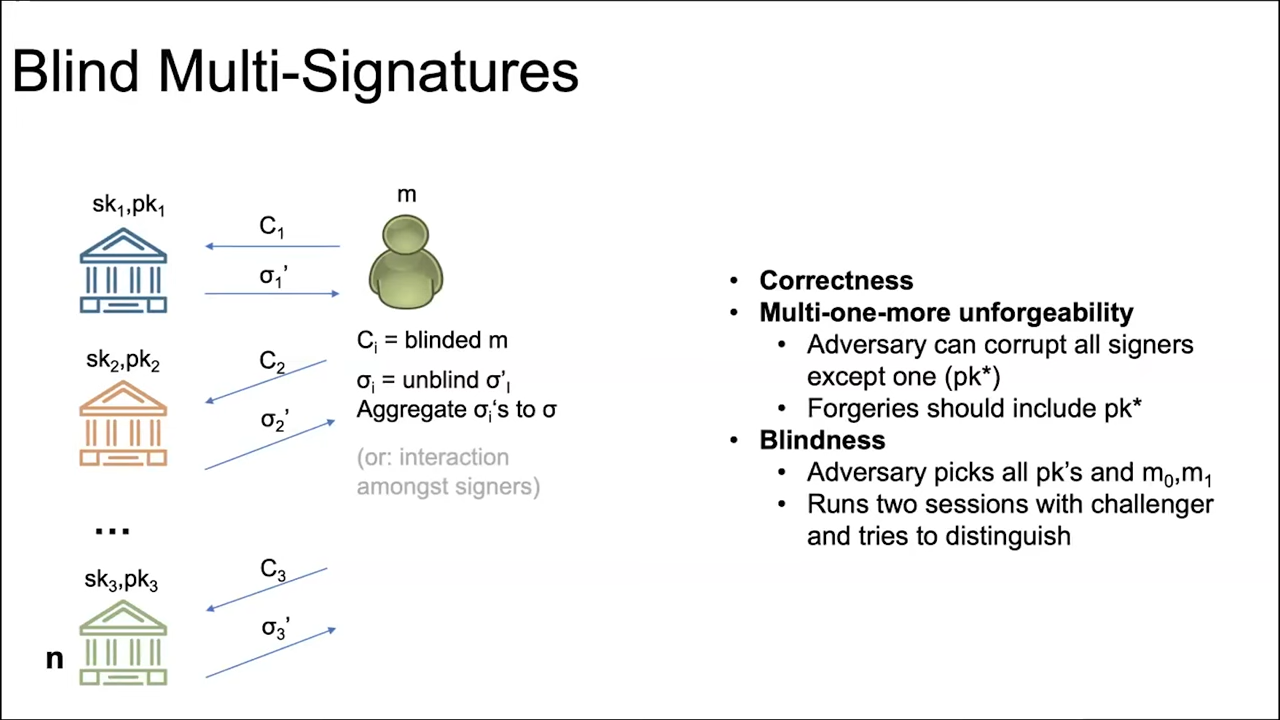 Blind Multi-Signatures
sk₁,pk₁
C₁
σ₁’
m
Cᵢ = blinded m
σᵢ = unblind σ’ₗ
Aggregate σᵢ‘s to σ
(or: interaction
amongst signers)
sk₂,pk₂
C₂
σ₂’
...
sk₃,pk₃
C₃
σ₃’
n
• Correctness
• Multi-one-more unforgeability
• Adversary can corrupt all signers
except one (pk*)
• Forgeries should include pk*
• Blindness
• Adversary picks all pk’s and m₀,m₁
• Runs two sessions with challenger
and tries to distinguish